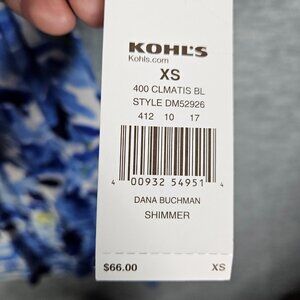 KOHL'S
Kohls.com
XS
400 CLMATIS BL
STYLE DM52926
412 10 17
4 00932 54951 4
DANA BUCHMAN
SHIMMER
$66.00 XS